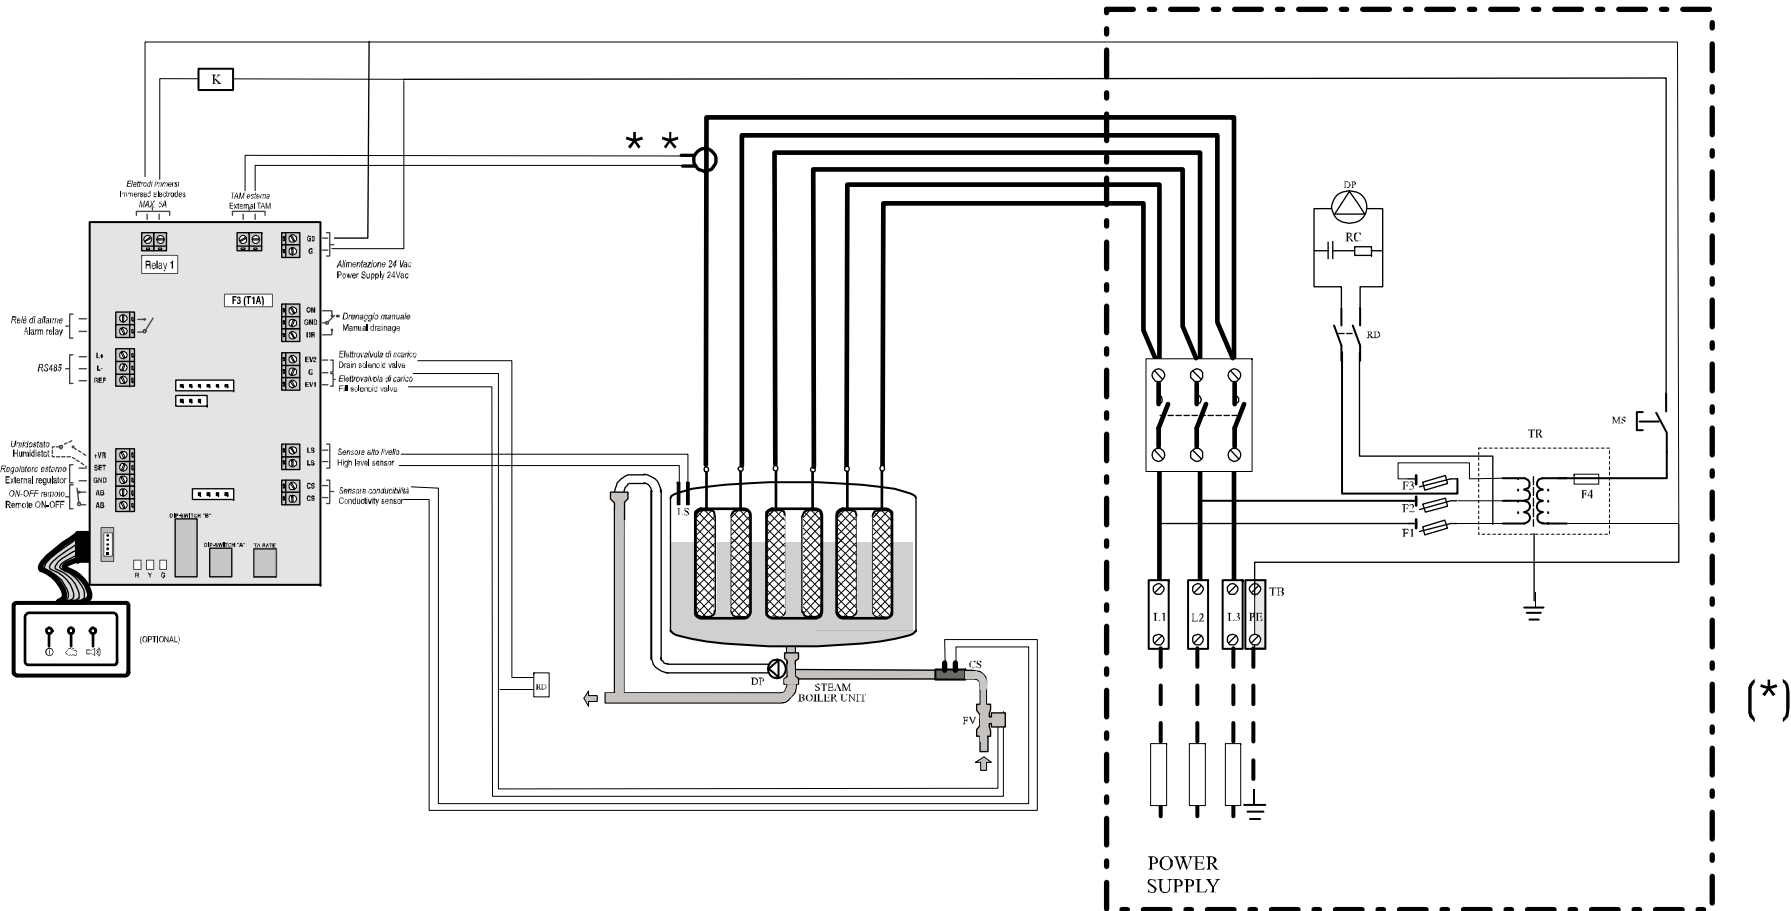 K
* *
Elettrodi immersi
Immersed electrodes
MAX. 5A
TAM esterna
External TAM
Relay 1
G0
G
Alimentazione 24 Vac
Power Supply 24Vac
F3 (T1A)
Relè di allarme
Alarm relay
ON
GND
DR
Drenaggio manuale
Manual drainage
RS485
L+
L-
REF
EV2
G
EV1
Elettrovalvola di scarico
Drain solenoid valve
Elettrovalvola di carico
Fill solenoid valve
Umidostato
Humidistat
Regolatore esterno
External regulator
ON-OFF remoto
Remote ON-OFF
+VR
SET
GND
AB
AB
LS
LS
Sensore alto livello
High level sensor
CS
CS
Sensore conducibilità
Conductivity sensor
DIP-SWITCH "B"
DIP-SWITCH "A"
TA RATE
R Y G
(OPTIONAL)
RD
LS
DP
STEAM
BOILER UNIT
CS
FV
DP
RC
RD
MS
TR
F3
F2
F1
F4
L1
L2
L3
PE
TB
(*)
POWER
SUPPLY